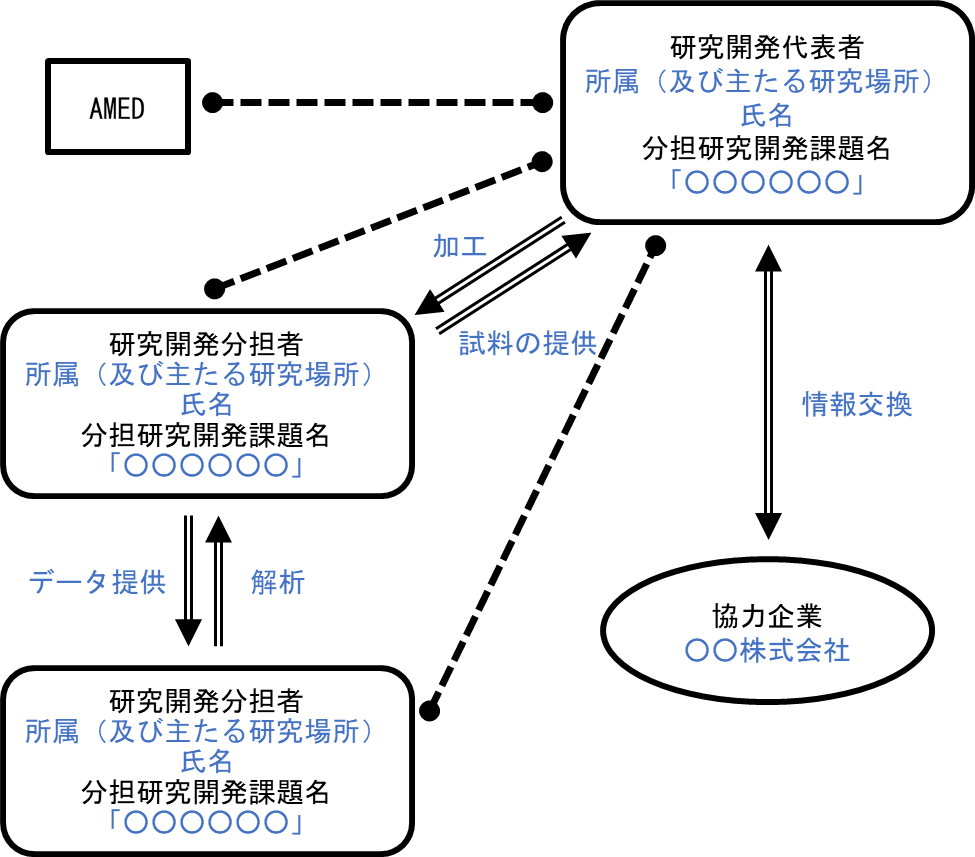 AMED
研究開発代表者
所属（及び主たる研究場所）
氏名
分担研究開発課題名
「〇〇〇〇〇〇」
加工
試料の提供
研究開発分担者
所属（及び主たる研究場所）
氏名
分担研究開発課題名
「〇〇〇〇〇〇」
情報交換
データ提供
解析
協力企業
〇〇株式会社
研究開発分担者
所属（及び主たる研究場所）
氏名
分担研究開発課題名
「〇〇〇〇〇〇」